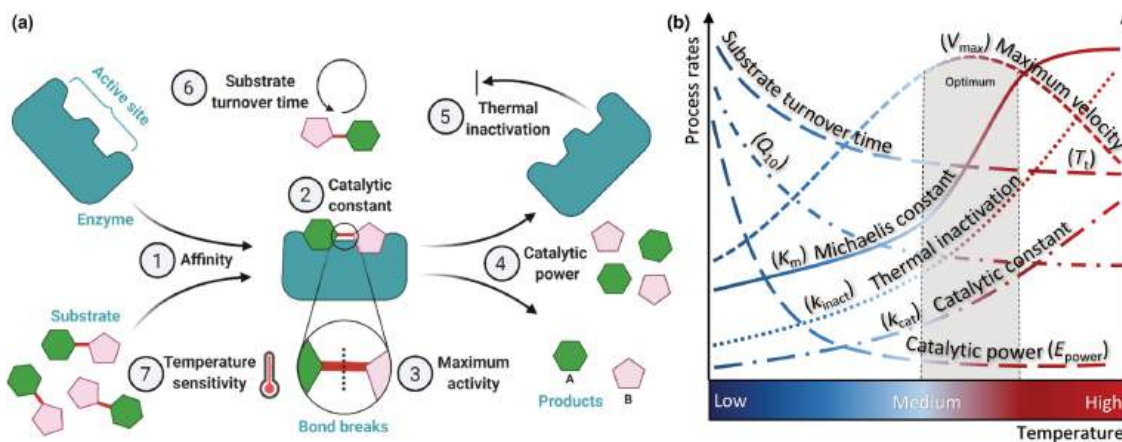 (a)
Active site
Enzyme
6
Substrate
turnover time
5
Thermal
inactivation
2
Catalytic
constant
1
Affinity
4
Catalytic
power
Substrate
7
Temperature
sensitivity
3
Maximum
activity
Bond breaks
Products
A
B
(b)
Process rates
Substrate turnover time
(Q10)
(Vmax) Maximum velocity
Optimum
(Tt)
(Km) Michaelis constant
(kinact) Thermal inactivation
(kcat) Catalytic constant
Catalytic power (Epower)
Low
Medium
High
Temperature